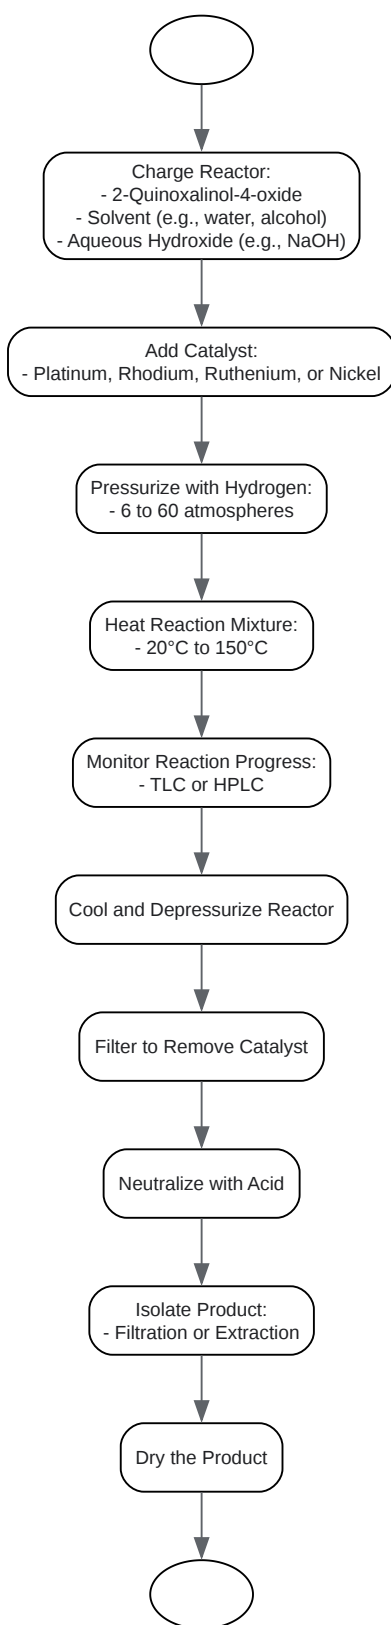 Charge Reactor:
- 2-Quinoxalinol-4-oxide
- Solvent (e.g., water, alcohol)
- Aqueous Hydroxide (e.g., NaOH)
Add Catalyst:
- Platinum, Rhodium, Ruthenium, or Nickel
Pressurize with Hydrogen:
- 6 to 60 atmospheres
Heat Reaction Mixture:
- 20°C to 150°C
Monitor Reaction Progress:
- TLC or HPLC
Cool and Depressurize Reactor
Filter to Remove Catalyst
Neutralize with Acid
Isolate Product:
- Filtration or Extraction
Dry the Product